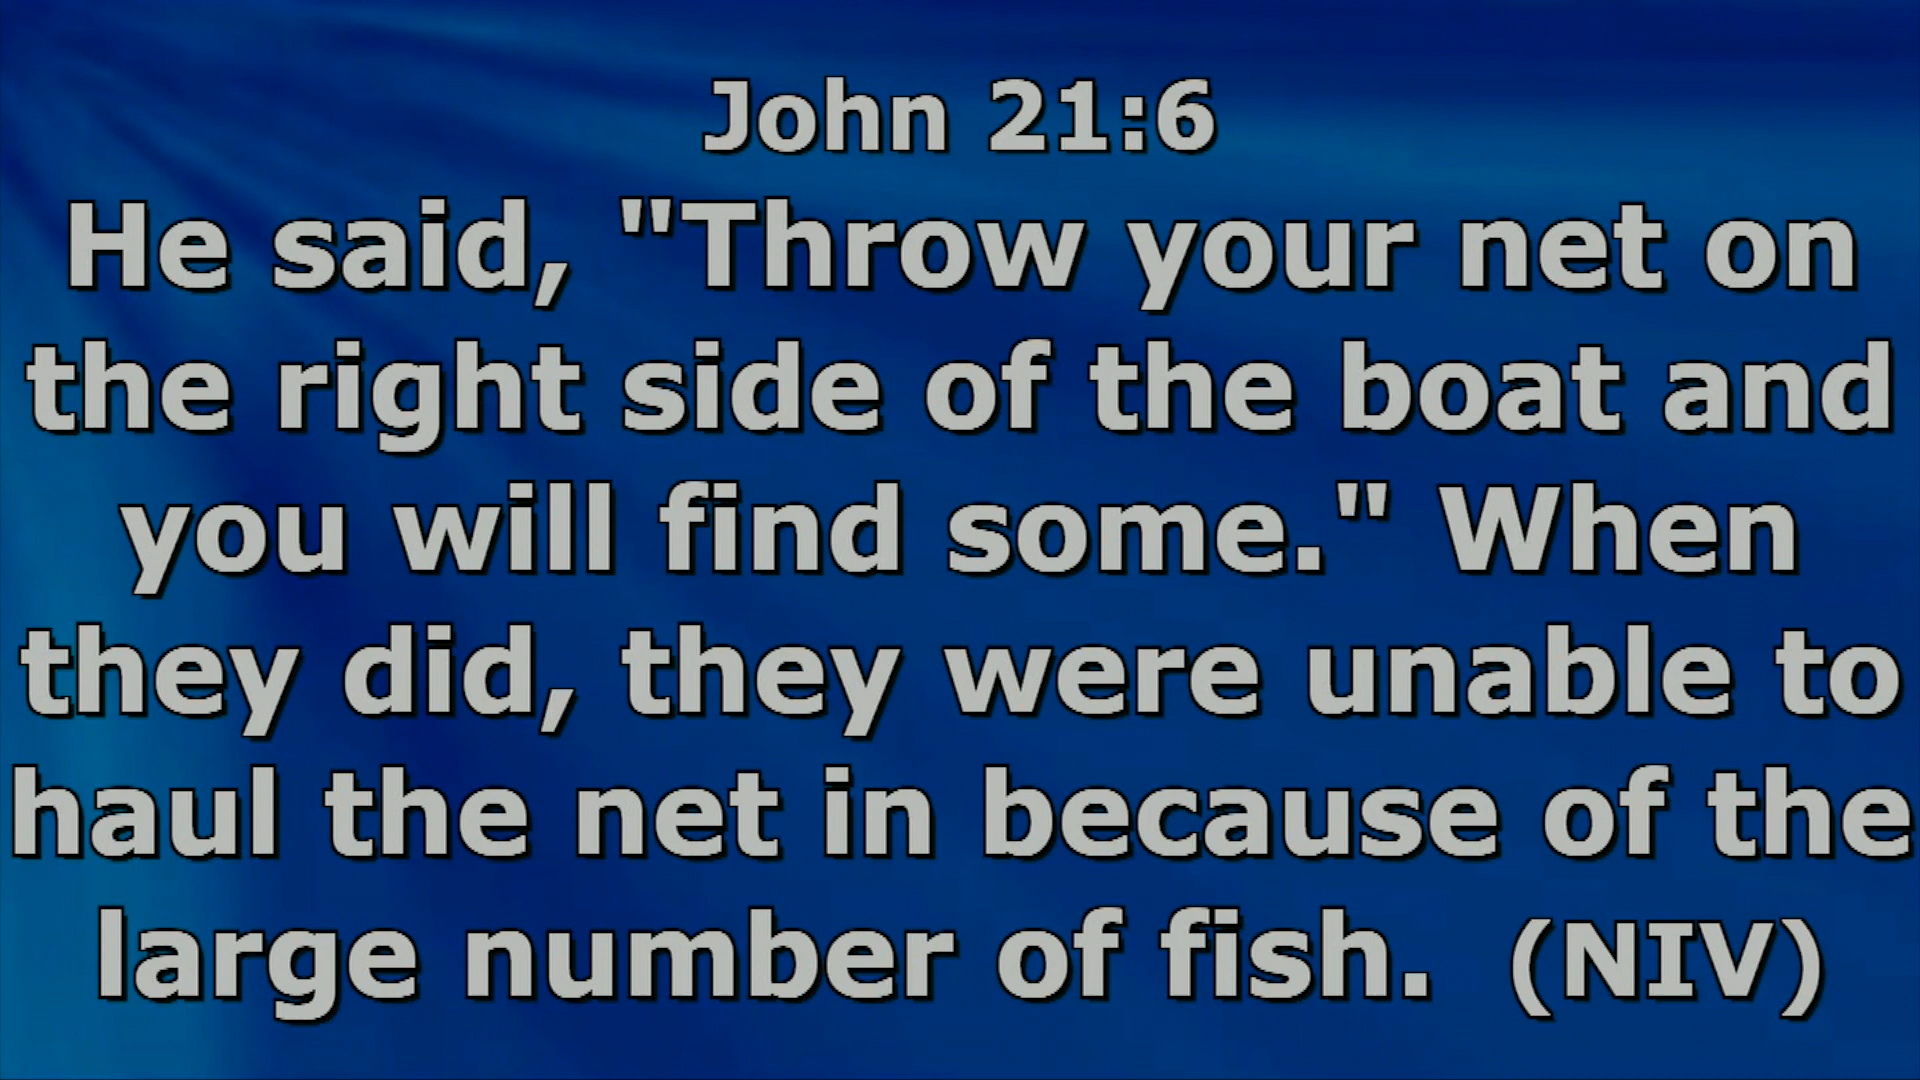 John 21:6
He said, "Throw your net on
the right side of the boat and
you will find some." When
they did, they were unable to
haul the net in because of the
large number of fish. (NIV)